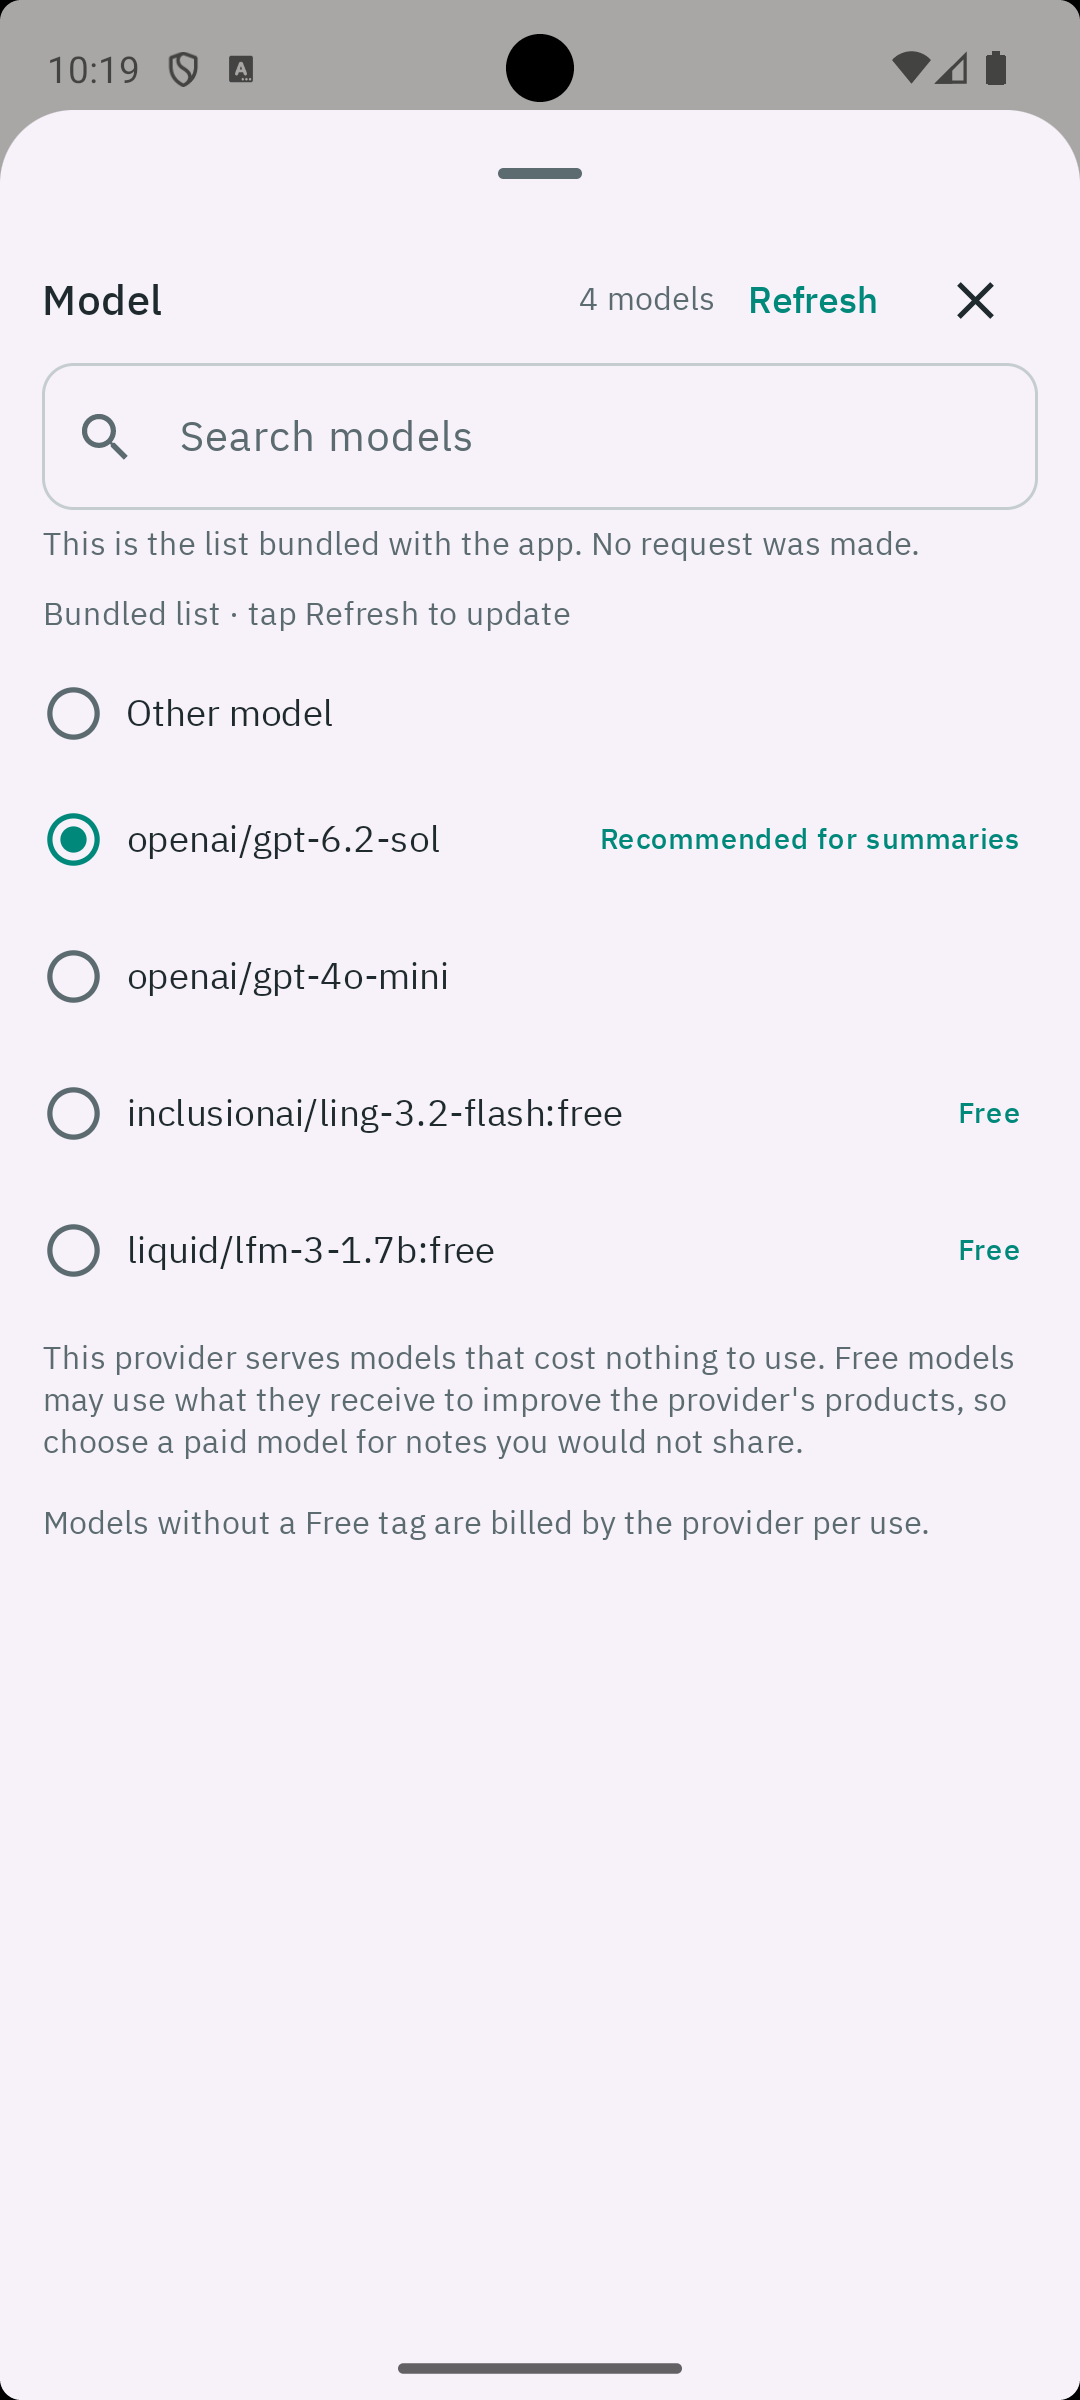 10:19
Model
4 models
Refresh
Search models
This is the list bundled with the app. No request was made.
Bundled list · tap Refresh to update
Other model
openai/gpt-6.2-sol
Recommended for summaries
openai/gpt-4o-mini
inclusionai/ling-3.2-flash:free
Free
liquid/lfm-3-1.7b:free
Free
This provider serves models that cost nothing to use. Free models
may use what they receive to improve the provider's products, so
choose a paid model for notes you would not share.
Models without a Free tag are billed by the provider per use.